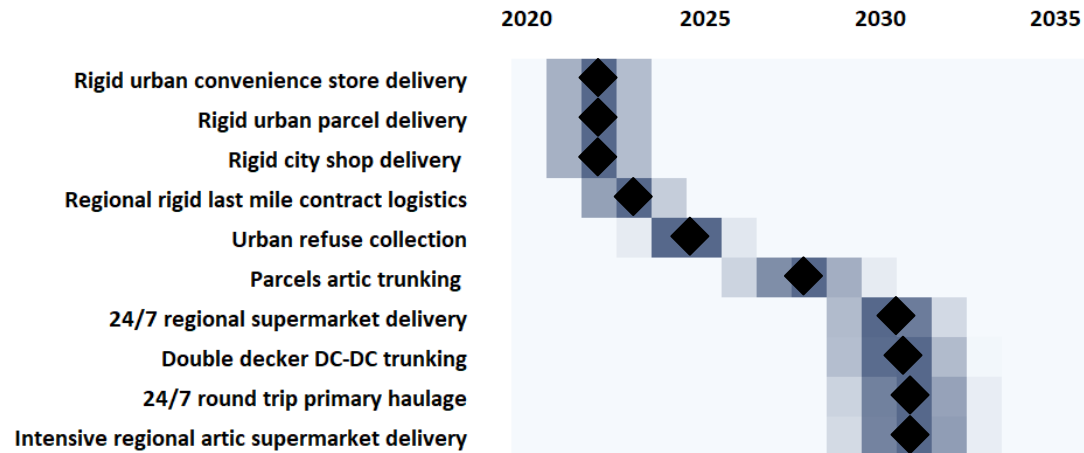 2020 2025 2030 2035
Rigid urban convenience store delivery
Rigid urban parcel delivery
Rigid city shop delivery
Regional rigid last mile contract logistics
Urban refuse collection
Parcels artic trunking
24/7 regional supermarket delivery
Double decker DC-DC trunking
24/7 round trip primary haulage
Intensive regional artic supermarket delivery